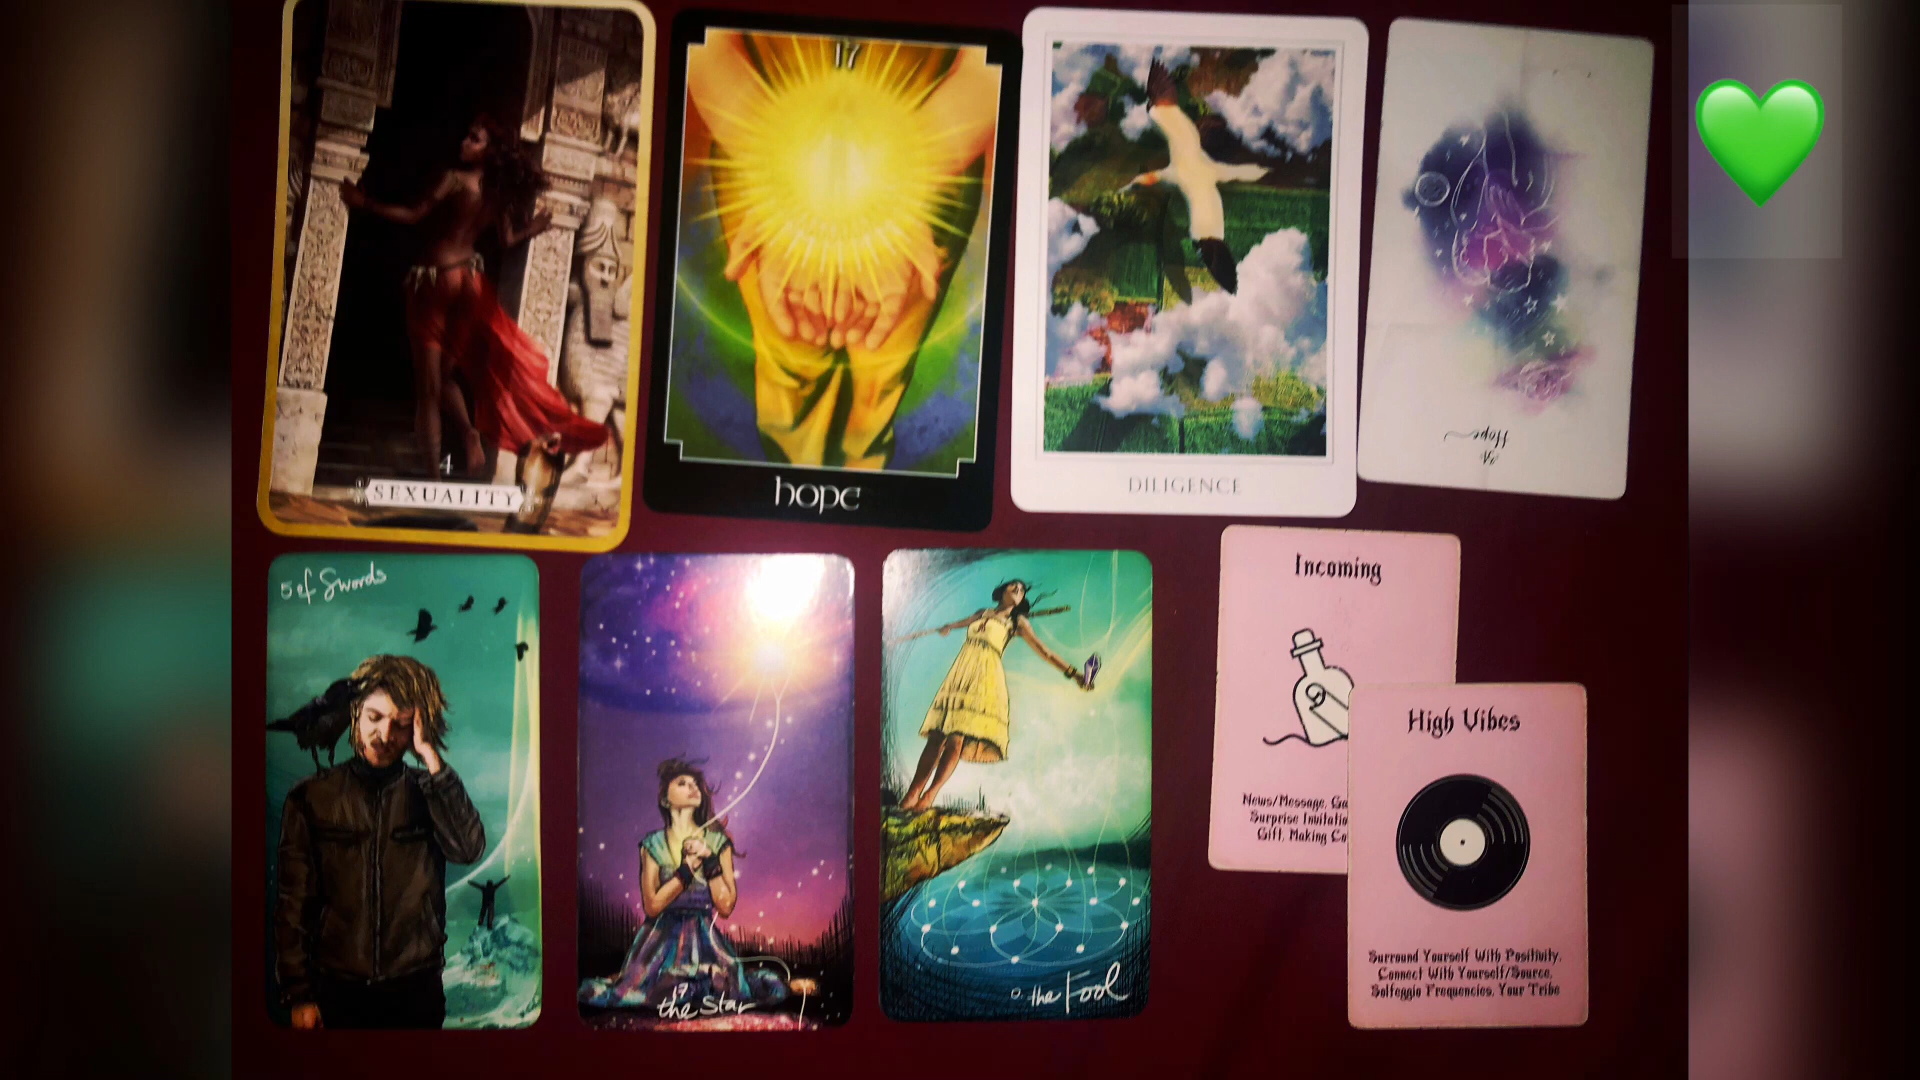 4
SEXUALITY
17
hope
DILIGENCE
Hope
5 of Swords
17
the Star
0. the Fool
Incoming
News/Message,
Surprise
Gift, Making
High Vibes
Surround Yourself With Positivity,
Connect With Yourself/Source,
Solfeggio Frequencies, Your Tribe